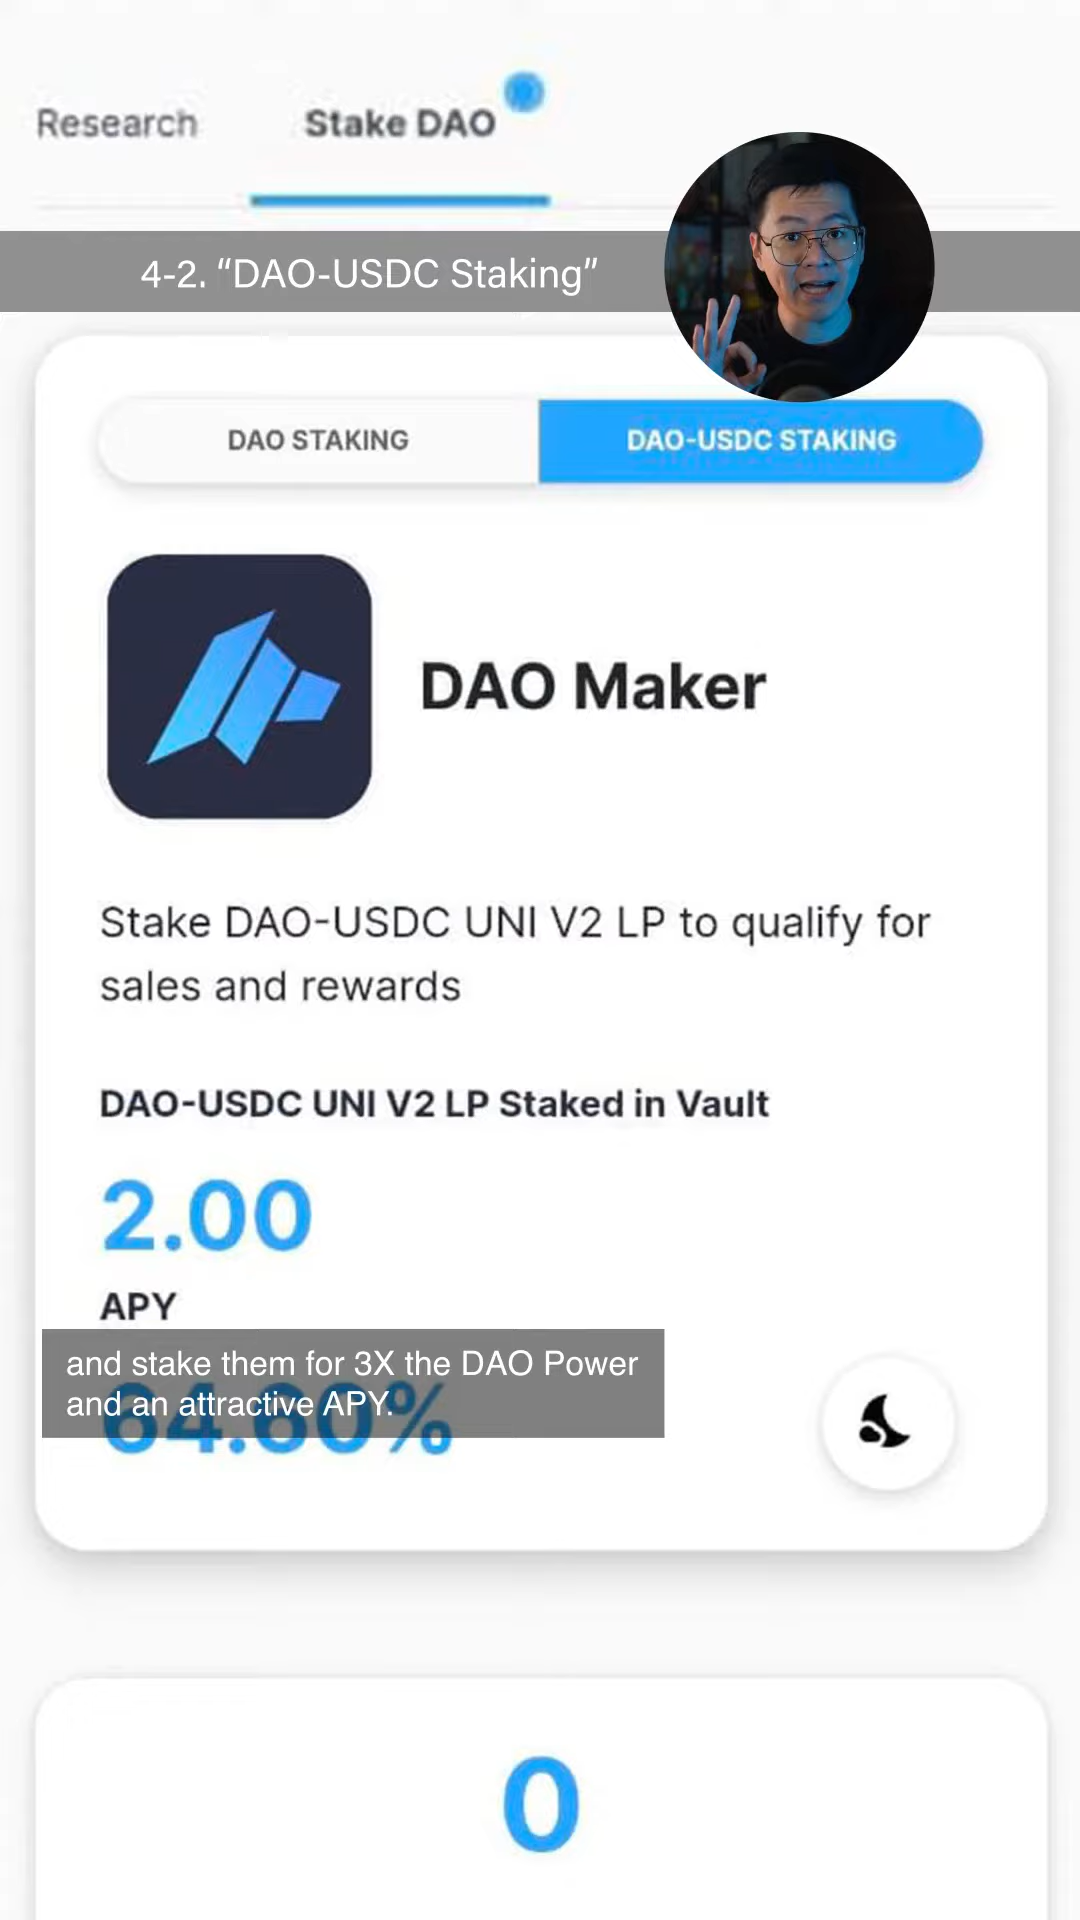 Research
Stake DAO
4-2. “DAO-USDC Staking”
DAO STAKING
DAO-USDC STAKING
DAO Maker
Stake DAO-USDC UNI V2 LP to qualify for
sales and rewards
DAO-USDC UNI V2 LP Staked in Vault
2.00
APY
and stake them for 3X the DAO Power
and an attractive APY.
64.60%
0